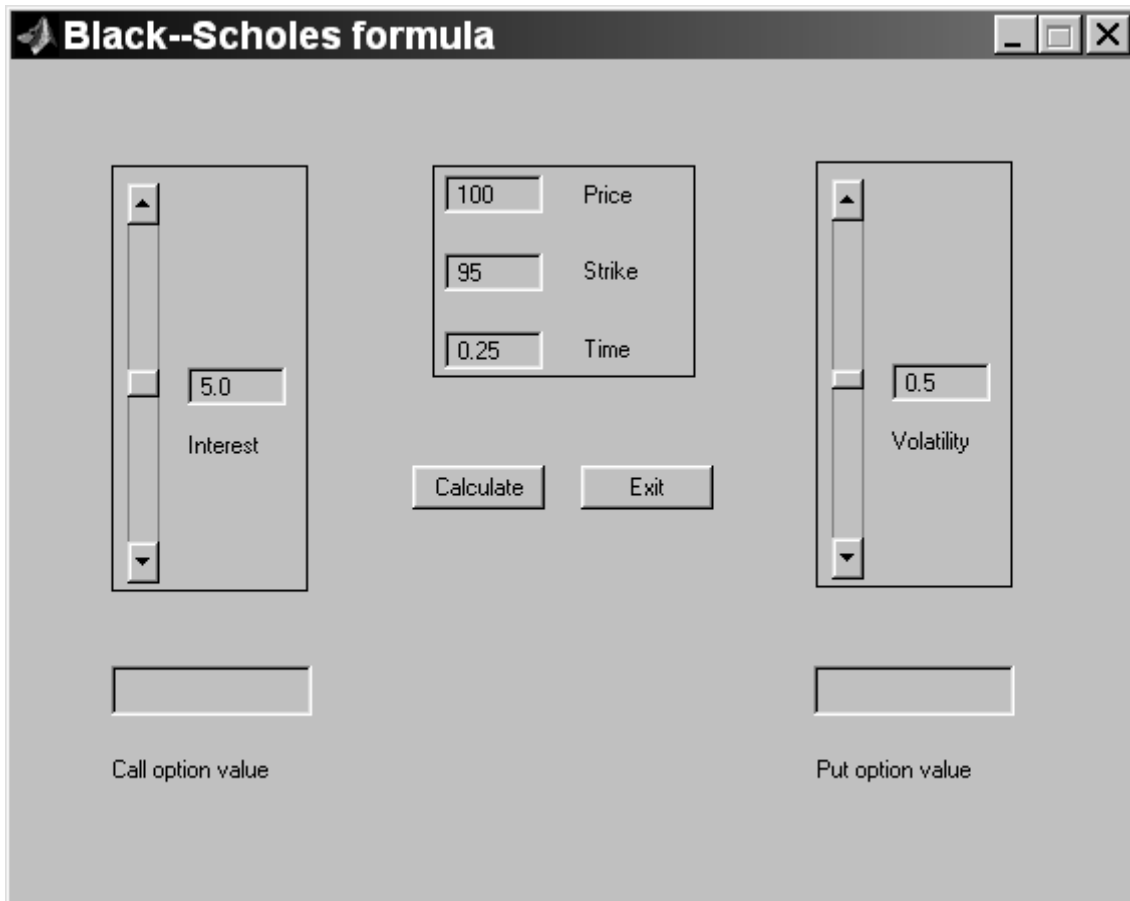 Black--Scholes formula
100 Price
95 Strike
0.25 Time
5.0
Interest
0.5
Volatility
Calculate
Exit
Call option value
Put option value